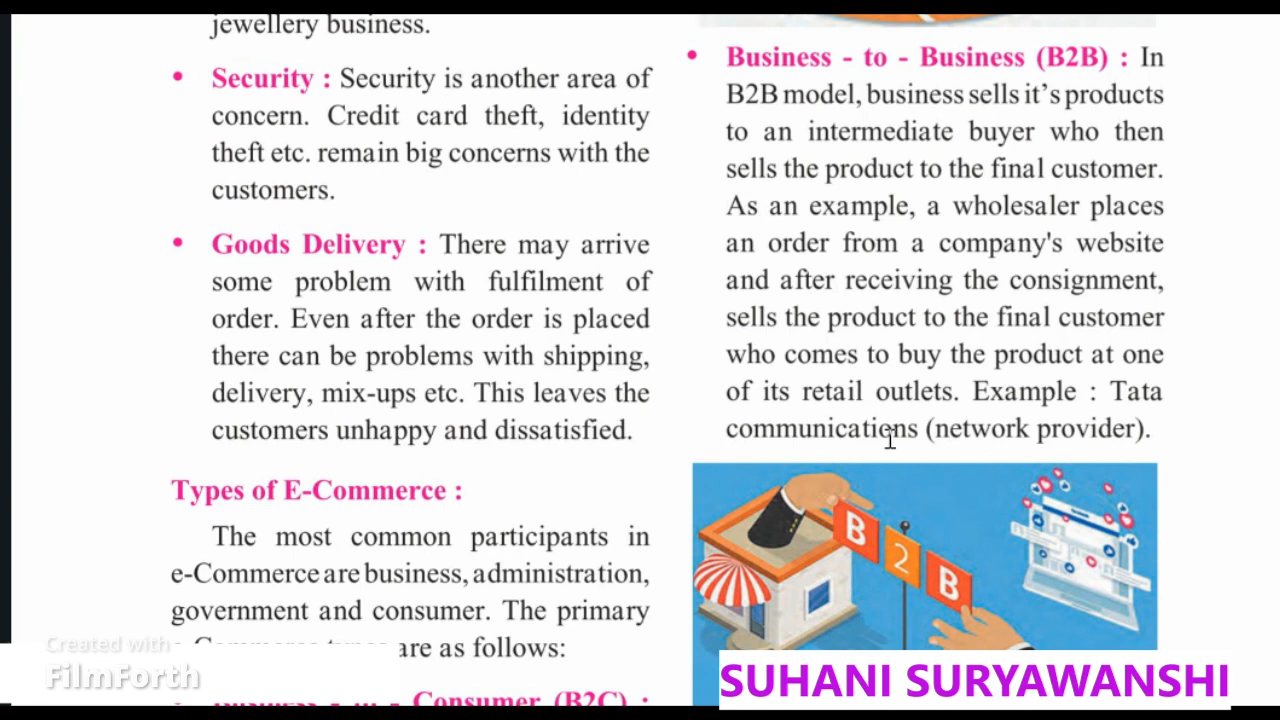 jewellery business.
• Security : Security is another area of
concern. Credit card theft, identity
theft etc. remain big concerns with the
customers.
• Goods Delivery : There may arrive
some problem with fulfilment of
order. Even after the order is placed
there can be problems with shipping,
delivery, mix-ups etc. This leaves the
customers unhappy and dissatisfied.
Types of E-Commerce :
The most common participants in
e-Commerce are business, administration,
government and consumer. The primary
e-Commerce types are as follows:
Consumer (B2C) :
• Business - to - Business (B2B) : In
B2B model, business sells it's products
to an intermediate buyer who then
sells the product to the final customer.
As an example, a wholesaler places
an order from a company's website
and after receiving the consignment,
sells the product to the final customer
who comes to buy the product at one
of its retail outlets. Example : Tata
communications (network provider).
B 2 B
Created with
FilmForth
SUHANI SURYAWANSHI